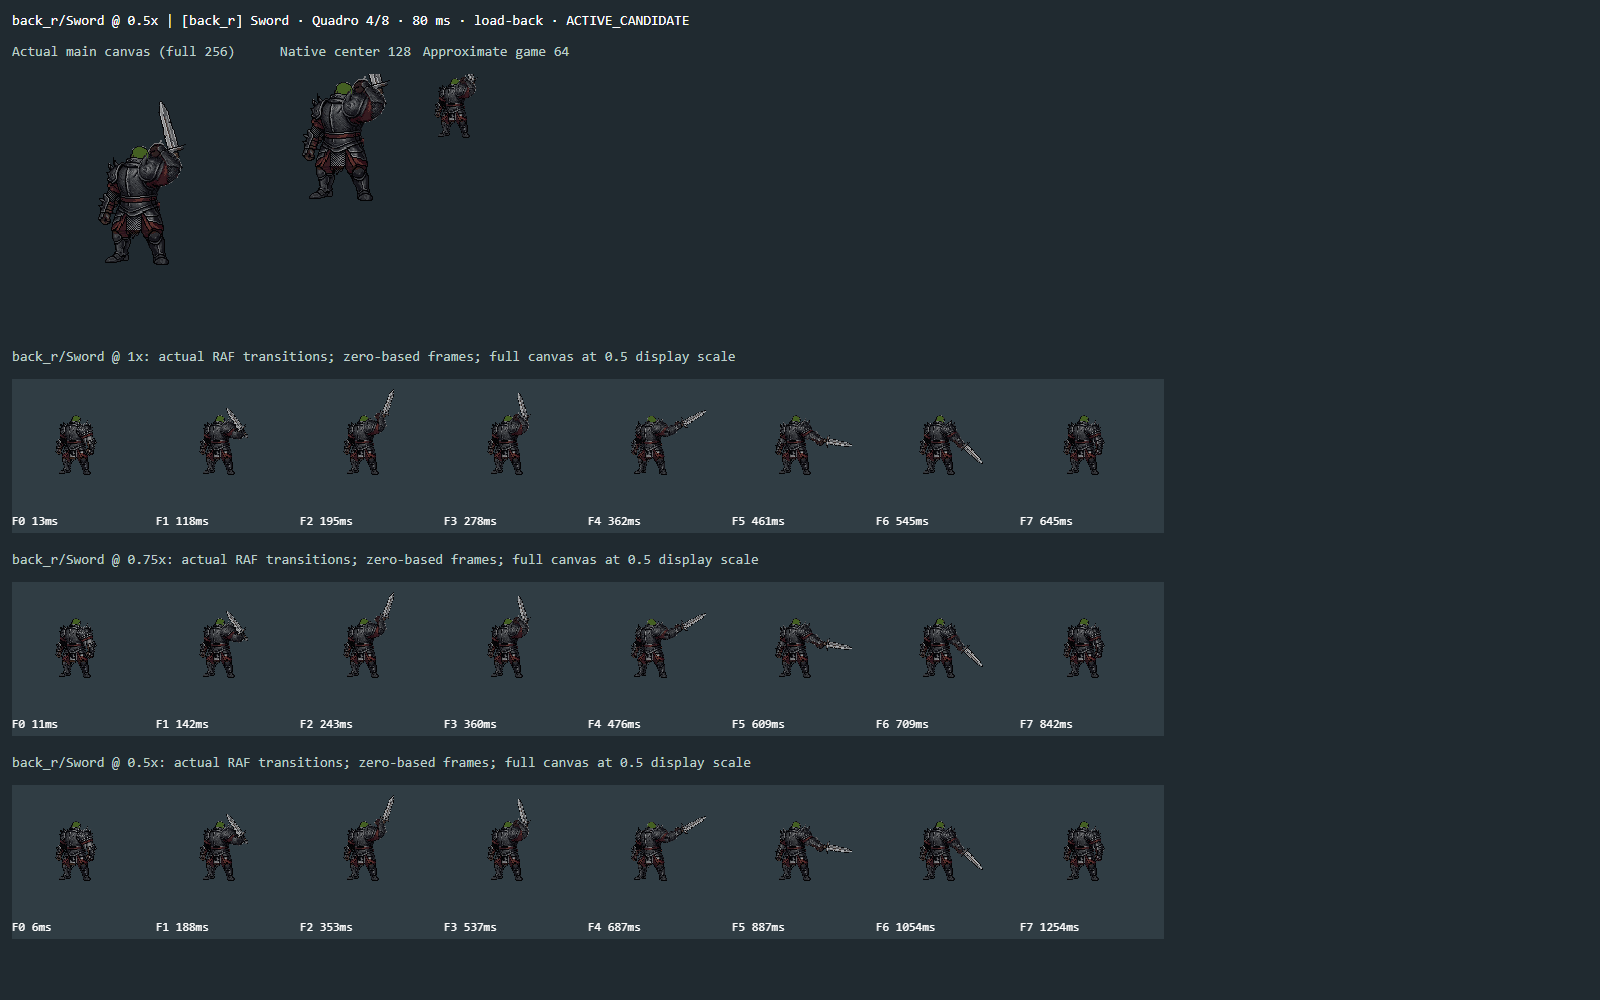 back_r/Sword @ 0.5x | [back_r] Sword · Quadro 4/8 · 80 ms · load-back · ACTIVE_CANDIDATE
Actual main canvas (full 256) Native center 128 Approximate game 64
back_r/Sword @ 1x: actual RAF transitions; zero-based frames; full canvas at 0.5 display scale
F0 13ms F1 118ms F2 195ms F3 278ms F4 362ms F5 461ms F6 545ms F7 645ms
back_r/Sword @ 0.75x: actual RAF transitions; zero-based frames; full canvas at 0.5 display scale
F0 11ms F1 142ms F2 243ms F3 360ms F4 476ms F5 609ms F6 709ms F7 842ms
back_r/Sword @ 0.5x: actual RAF transitions; zero-based frames; full canvas at 0.5 display scale
F0 6ms F1 188ms F2 353ms F3 537ms F4 687ms F5 887ms F6 1054ms F7 1254ms